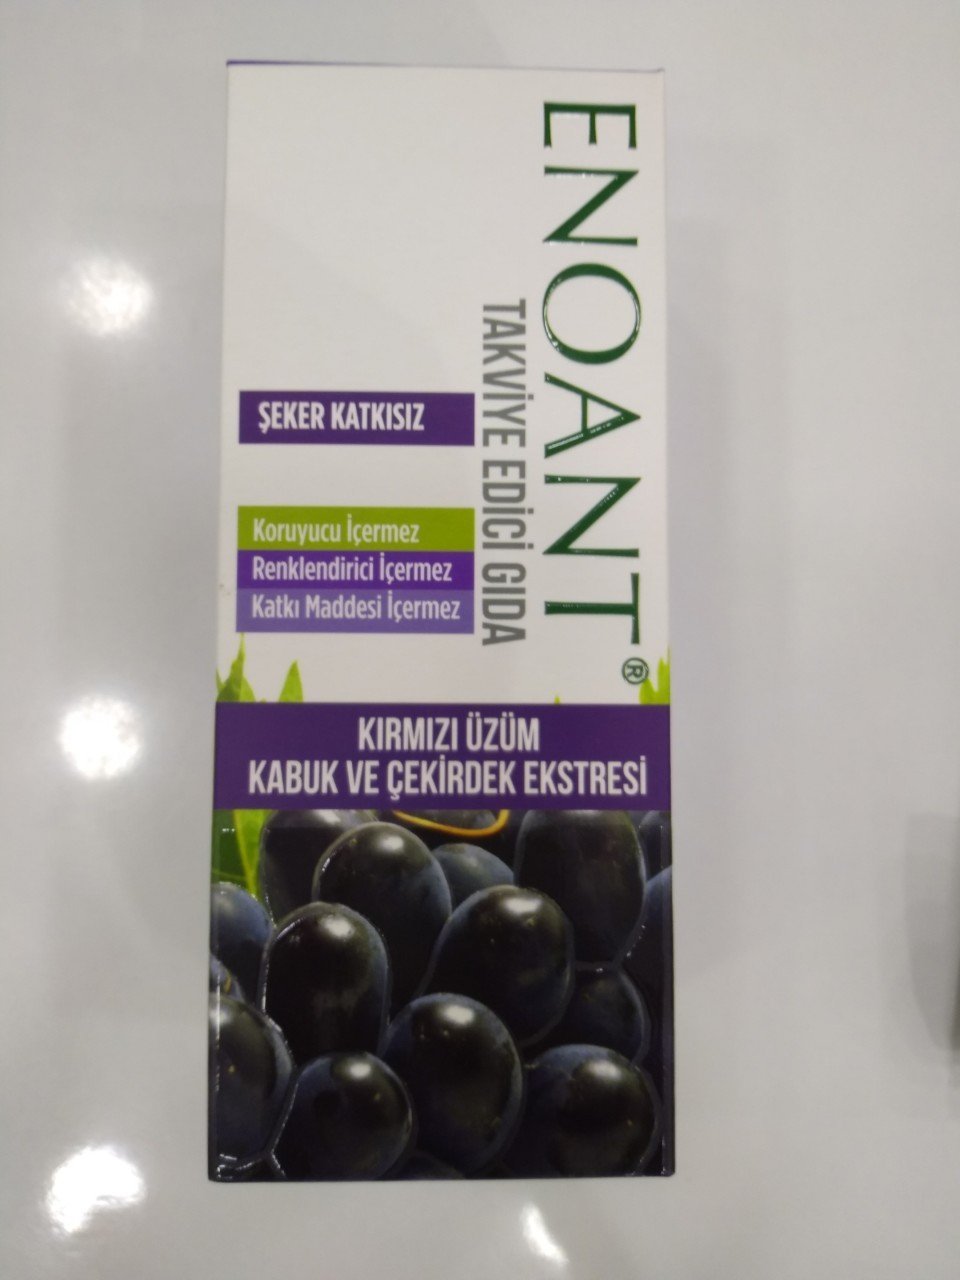 ENOANT®
TAKVİYE EDİCİ GIDA
ŞEKER KATKISIZ
Koruyucu İçermez
Renklendirici İçermez
Katkı Maddesi İçermez
KIRMIZI ÜZÜM
KABUK VE ÇEKİRDEK EKSTRESİ